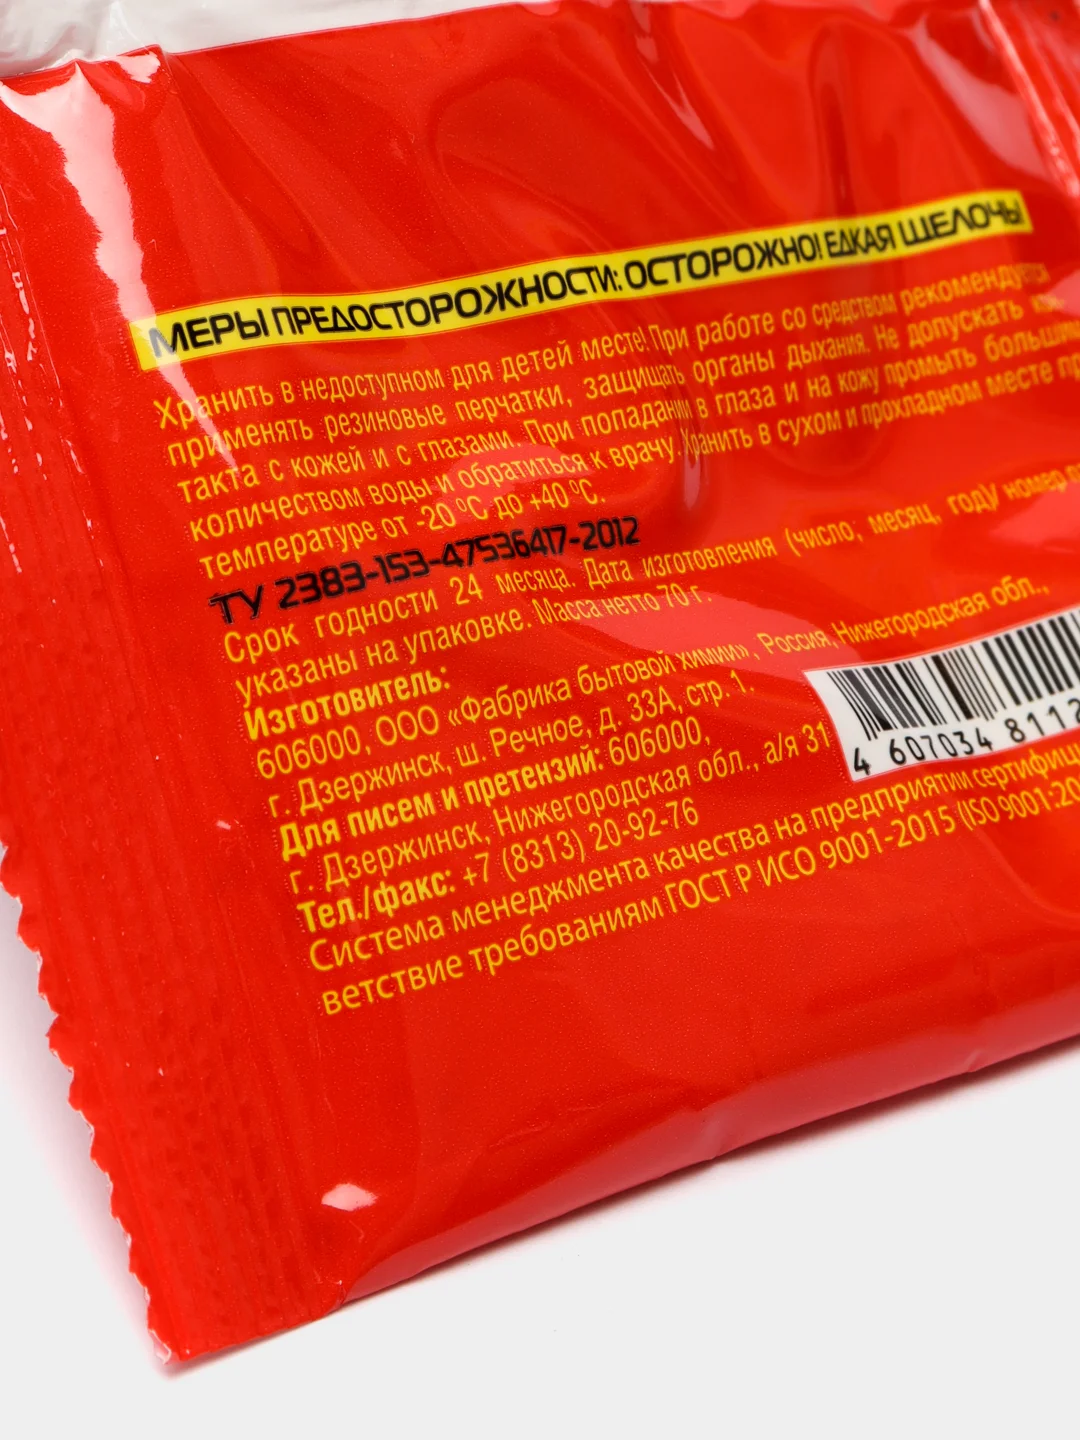 МЕРЫ ПРЕДОСТОРОЖНОСТИ: ОСТОРОЖНО! ЕДКАЯ ЩЕЛОЧЬ!
Хранить в недоступном для детей месте! При работе со средством рекомендуется
применять резиновые перчатки, защищать органы дыхания. Не допускать кон-
такта с кожей и с глазами. При попадании в глаза и на кожу промыть большим
количеством воды и обратиться к врачу. Хранить в сухом и прохладном месте пр
температуре от -20 °C до +40 °C.
ТУ 2383-153-47536417-2012
Срок годности 24 месяца. Дата изготовления (число, месяц, год)/ номер
указаны на упаковке. Масса нетто 70 г.
Изготовитель:
606000, ООО «Фабрика бытовой химии», Россия, Нижегородская обл.,
г. Дзержинск, ш. Речное, д. 33А, стр. 1.
Для писем и претензий: 606000,
г. Дзержинск, Нижегородская обл., а/я 31
Тел./факс: +7 (8313) 20-92-76
4 607034 8112
Система менеджмента качества на предприятии сертифиц
ветствие требованиям ГОСТ Р ИСО 9001-2015 (ISO 9001:20